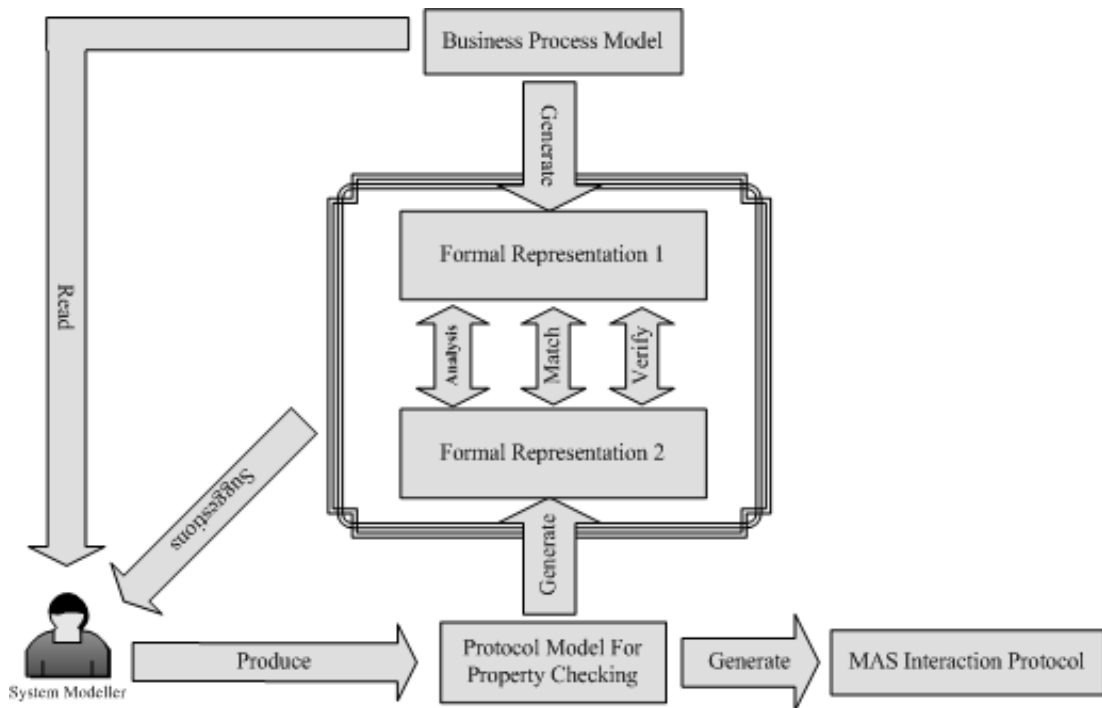 Business Process Model
Generate
Formal Representation 1
Read
Analysis
Match
Verify
Formal Representation 2
Suggestions
Generate
System Modeller
Produce
Protocol Model For
Property Checking
Generate
MAS Interaction Protocol